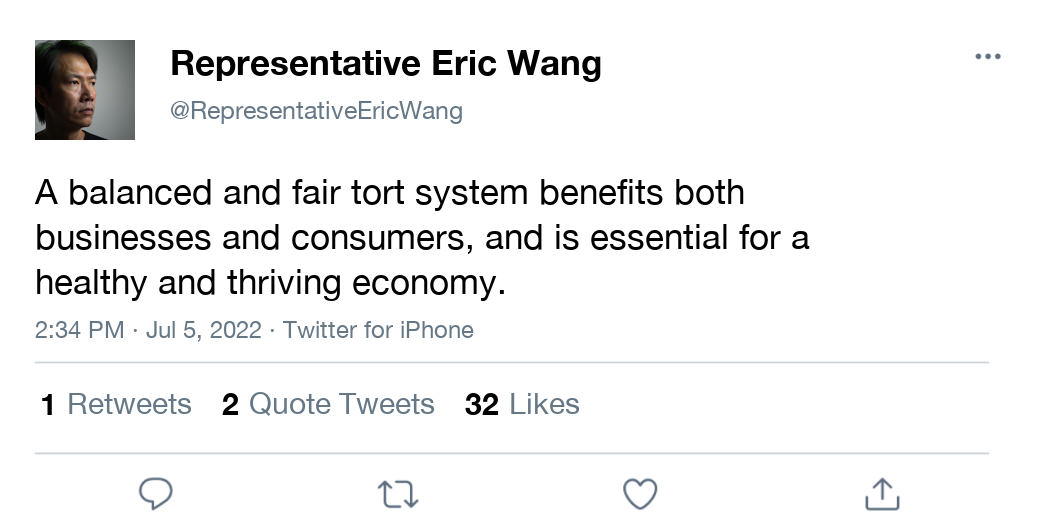 Representative Eric Wang
@RepresentativeEricWang
A balanced and fair tort system benefits both
businesses and consumers, and is essential for a
healthy and thriving economy.
2:34 PM · Jul 5, 2022 · Twitter for iPhone
1 Retweets 2 Quote Tweets 32 Likes